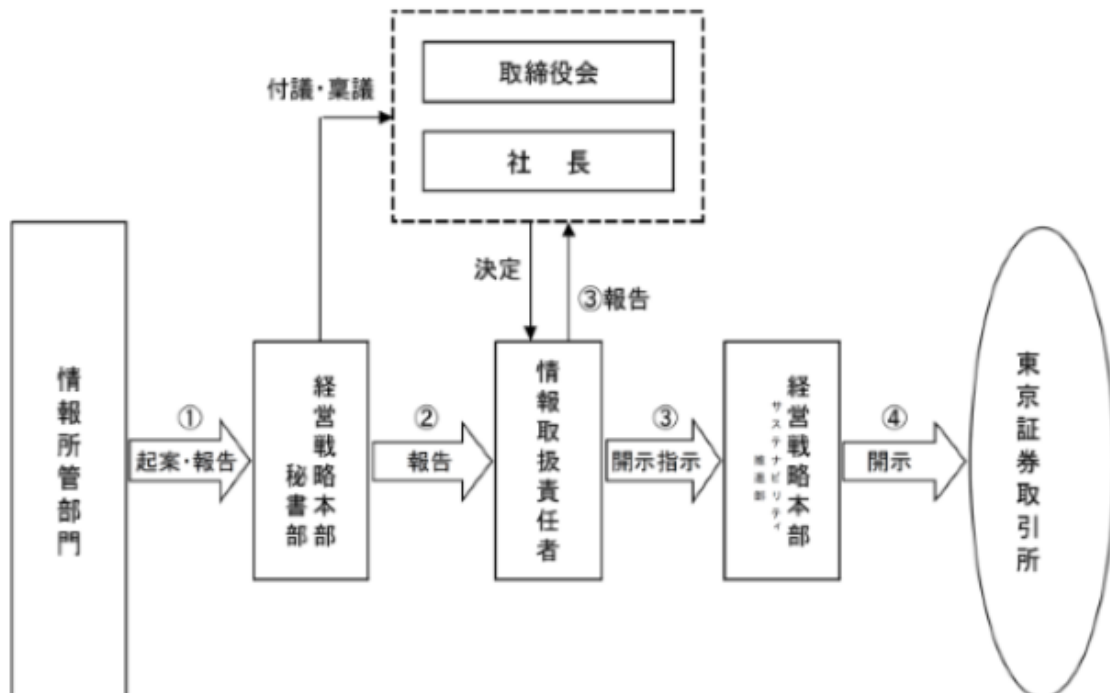 取締役会
社 長
付議・稟議
決定
③報告
情報所管部門
①
起案・報告
経営戦略本部
秘書部
②
報告
情報取扱責任者
③
開示指示
経営戦略本部
サステナビリティ
推進部
④
開示
東京証券取引所